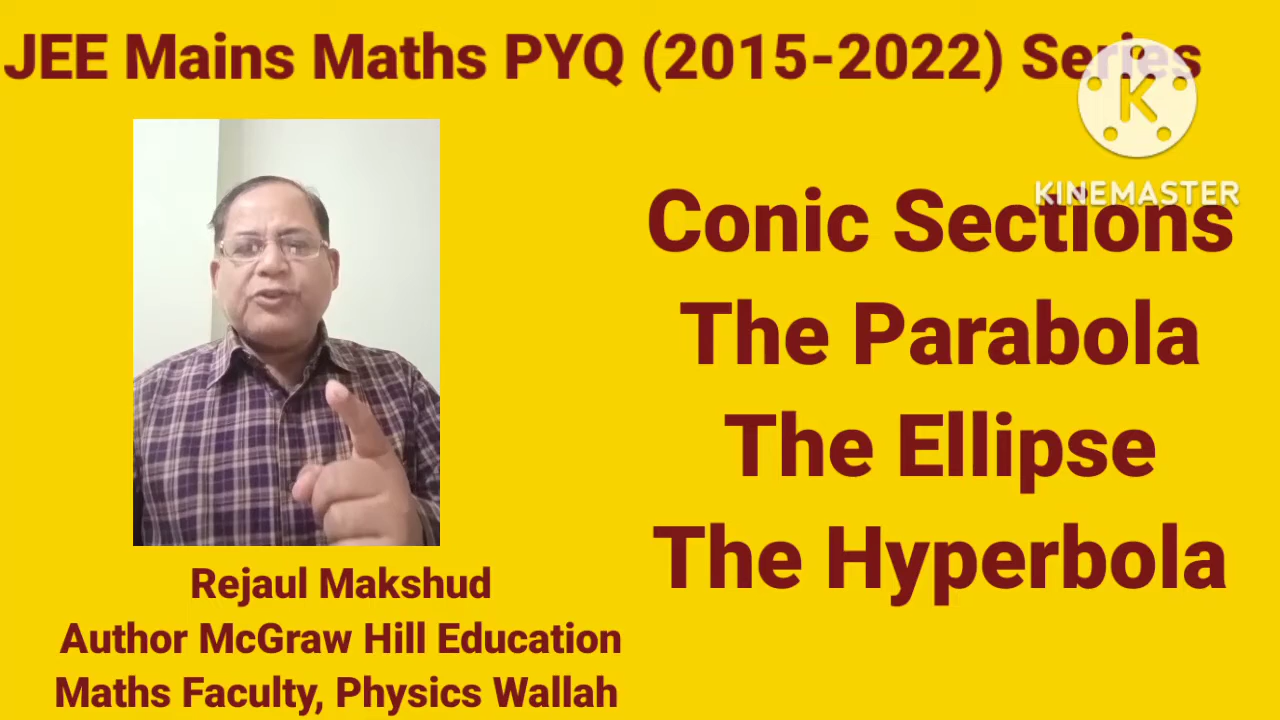 JEE Mains Maths PYQ (2015-2022) Series
K
KINEMASTER
Conic Sections
The Parabola
The Ellipse
The Hyperbola
Rejaul Makshud
Author McGraw Hill Education
Maths Faculty, Physics Wallah